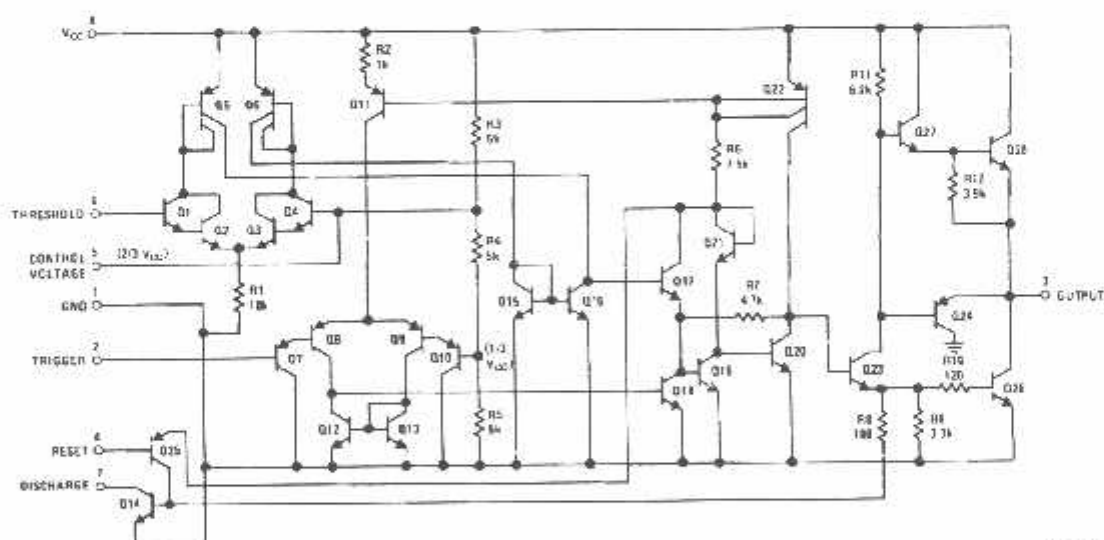 8
VCC
R2
1k
R11
6.2k
Q5
Q6
Q11
Q22
R3
5k
Q27
Q28
R6
7.5k
R12
3.9k
6
THRESHOLD
Q1
Q2
Q3
Q4
CONTROL
VOLTAGE
5
(2/3 VCC)
R4
5k
Q21
1
GND
R1
10k
Q15
Q16
Q17
R7
4.7k
3
OUTPUT
Q24
2
TRIGGER
Q7
Q8
Q9
Q10
(1/3
VCC)
Q18
Q19
Q20
Q23
R10
120
Q26
Q12
Q13
R5
5k
R8
100
R9
3.3k
4
RESET
Q25
7
DISCHARGE
Q14